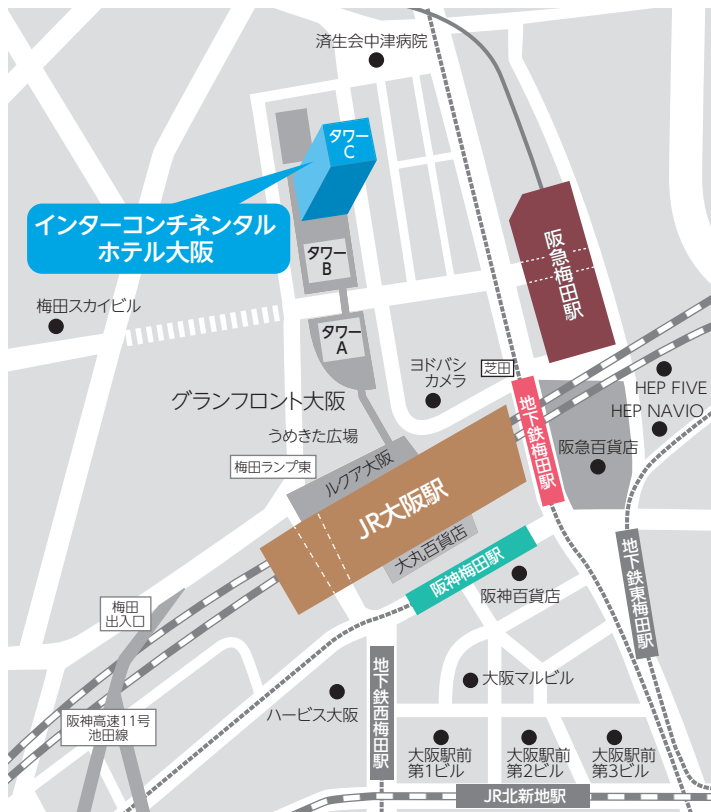 済生会中津病院
タワー
C
インターコンチネンタル
ホテル大阪
タワー
B
阪急梅田駅
梅田スカイビル
タワー
A
ヨドバシ
カメラ
芝田
HEP FIVE
HEP NAVIO
グランフロント大阪
地下鉄梅田駅
うめきた広場
阪急百貨店
梅田ランプ東
ルクア大阪
JR大阪駅
大丸百貨店
阪神梅田駅
地下鉄東梅田駅
阪神百貨店
梅田
出入口
地下鉄西梅田駅
大阪マルビル
ハービス大阪
阪神高速11号
池田線
大阪駅前
第1ビル
大阪駅前
第2ビル
大阪駅前
第3ビル
JR北新地駅